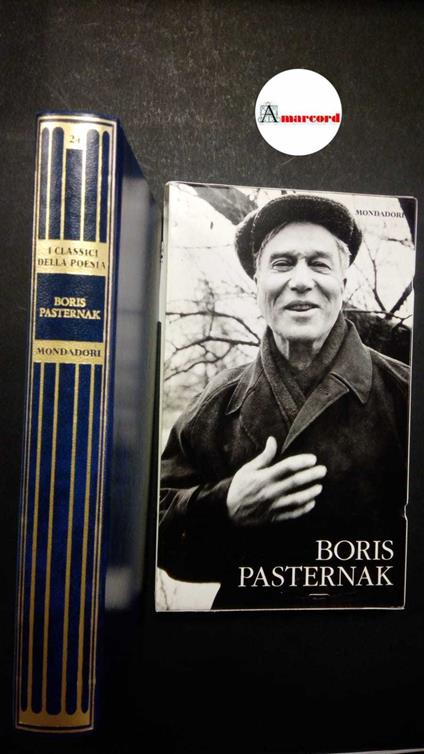 24
I CLASSICI
DELLA POESIA
BORIS
PASTERNAK
MONDADORI
Amarcord
MONDADORI
BORIS
PASTERNAK